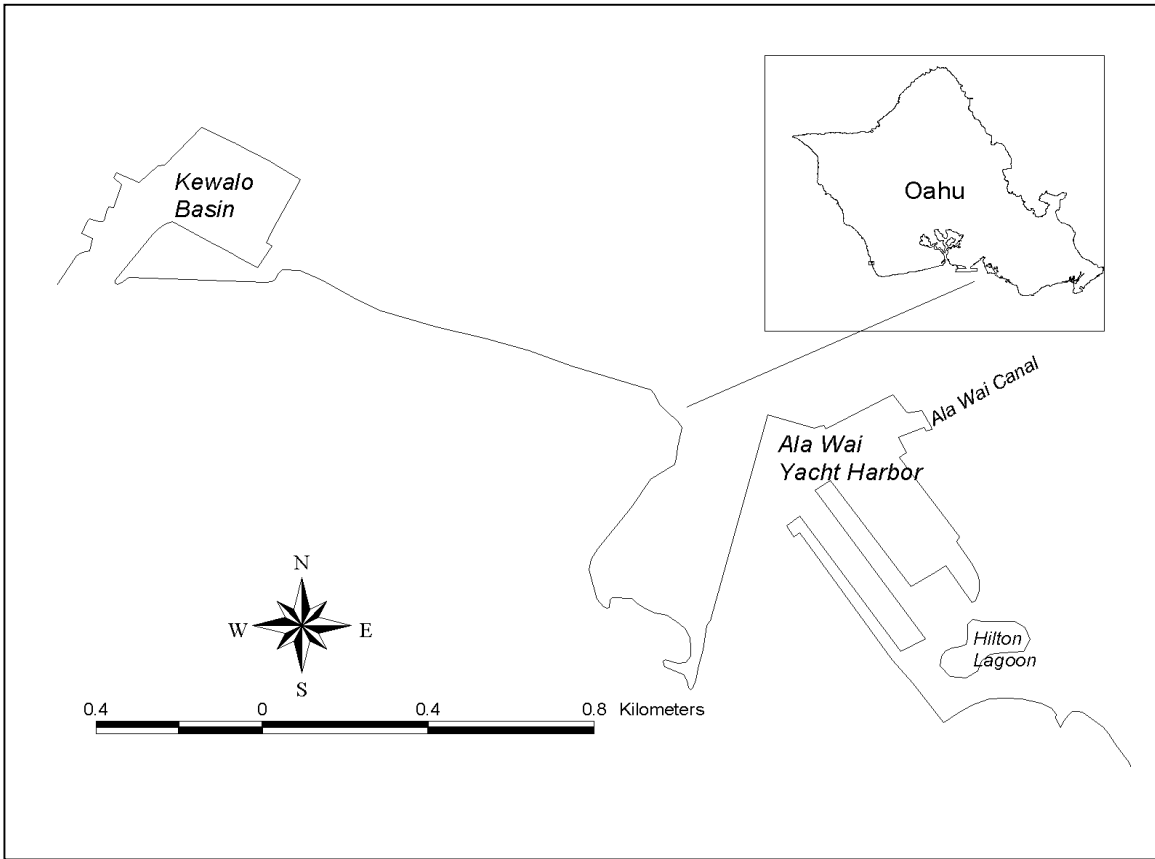 Kewalo
Basin
Oahu
Ala Wai Canal
Ala Wai
Yacht Harbor
Hilton
Lagoon
N
W E
S
0.4 0 0.4 0.8 Kilometers